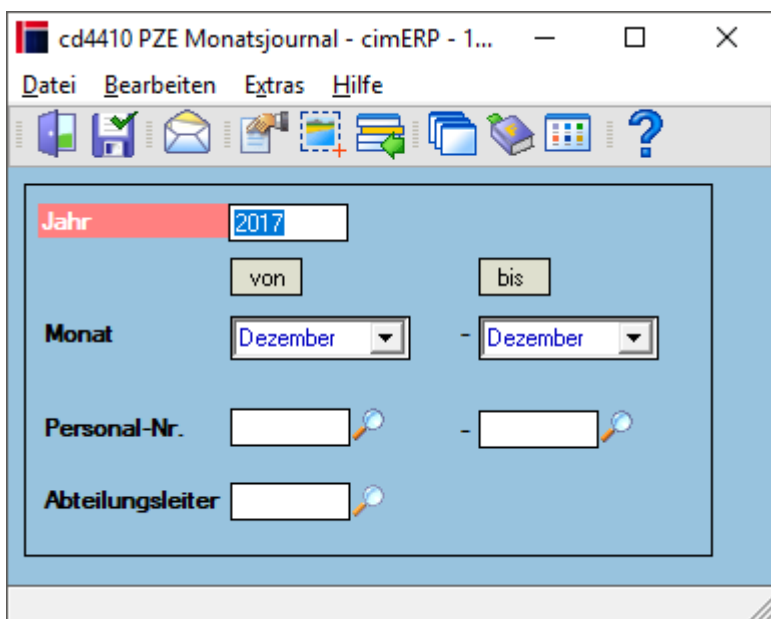 cd4410 PZE Monatsjournal - cimERP - 1...
Datei Bearbeiten Extras Hilfe
Jahr 2017
von bis
Monat Dezember - Dezember
Personal-Nr. -
Abteilungsleiter